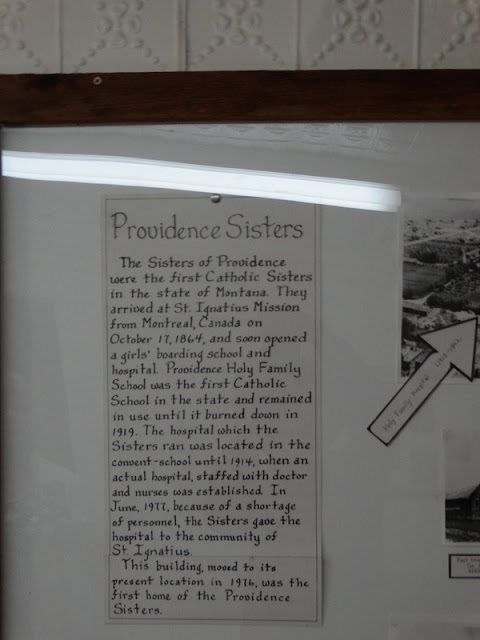 Providence Sisters
The Sisters of Providence
were the first Catholic Sisters
in the state of Montana. They
arrived at St. Ignatius Mission
from Montreal, Canada on
October 17, 1864, and soon opened
a girls' boarding school and
hospital. Providence Holy Family
School was the first Catholic
School in the state and remained
in use until it burned down in
1919. The hospital which the
Sisters ran was located in the
convent-school until 1914, when an
actual hospital, staffed with doctor
and nurses was established. In
June, 1977, because of a shortage
of personnel, the Sisters gave the
hospital to the community of
St. Ignatius.
This building, moved to its
present location in 1976, was the
first home of the Providence
Sisters.
Holy Family Hospital